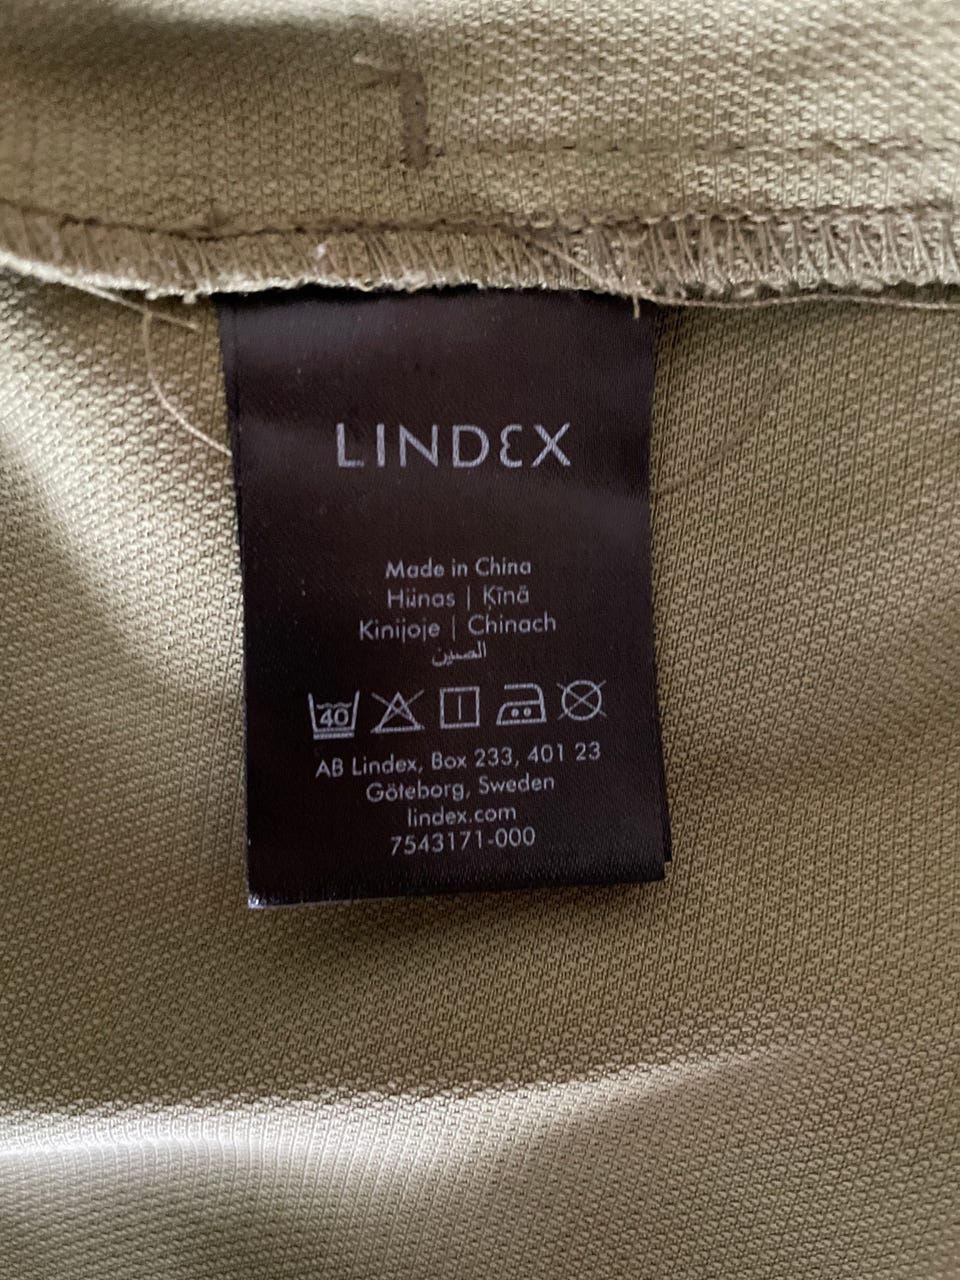 LINDEX
Made in China
Hiinas | Ķīnā
Kinijoje | Chinach
الصين
40
AB Lindex, Box 233, 401 23
Göteborg, Sweden
lindex.com
7543171-000